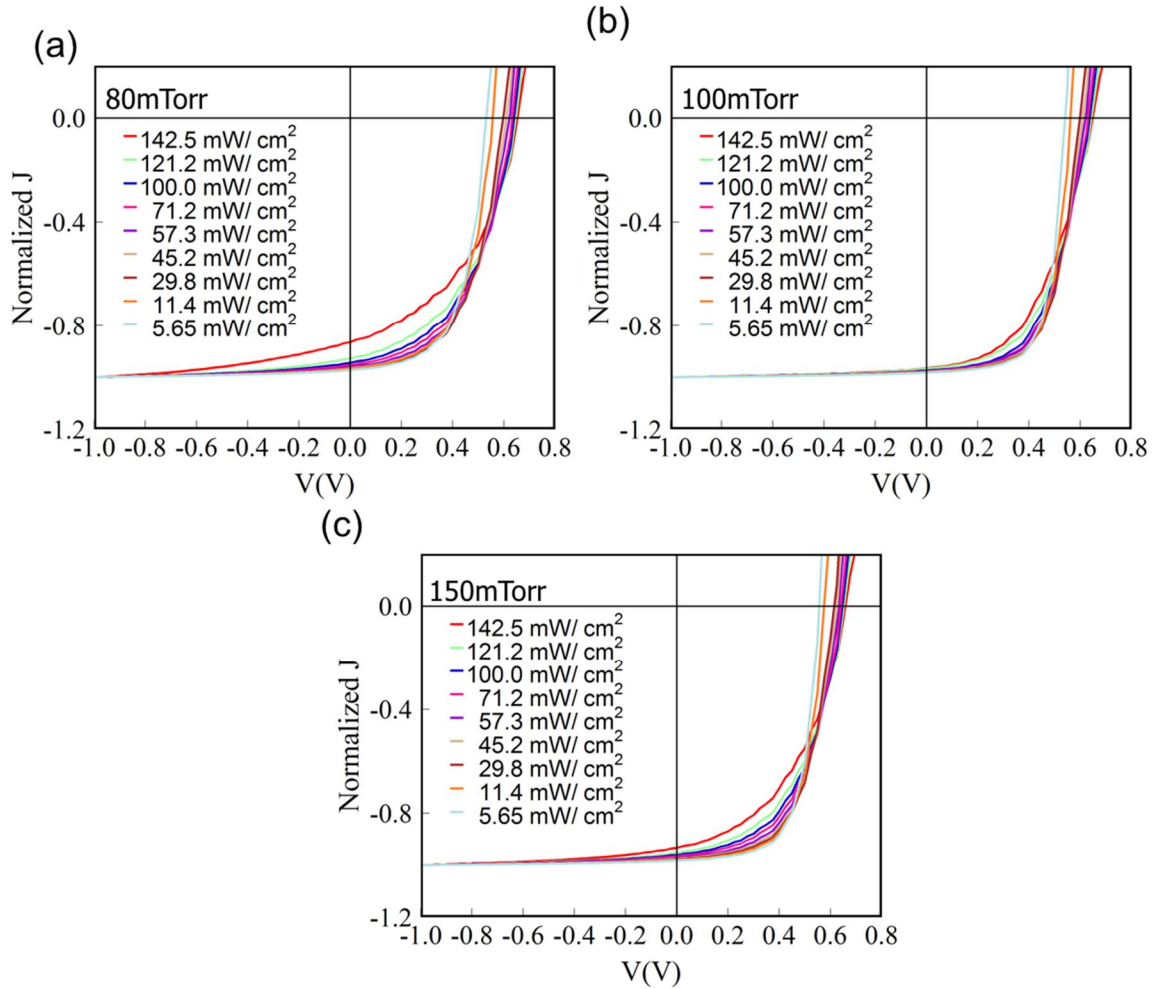 (a)
80mTorr
142.5 mW/ cm²
121.2 mW/ cm²
100.0 mW/ cm²
71.2 mW/ cm²
57.3 mW/ cm²
45.2 mW/ cm²
29.8 mW/ cm²
11.4 mW/ cm²
5.65 mW/ cm²
0.0
-0.4
-0.8
-1.2
Normalized J
-1.0 -0.8 -0.6 -0.4 -0.2 0.0 0.2 0.4 0.6 0.8
V(V)
(b)
100mTorr
142.5 mW/ cm²
121.2 mW/ cm²
100.0 mW/ cm²
71.2 mW/ cm²
57.3 mW/ cm²
45.2 mW/ cm²
29.8 mW/ cm²
11.4 mW/ cm²
5.65 mW/ cm²
0.0
-0.4
-0.8
-1.2
Normalized J
-1.0 -0.8 -0.6 -0.4 -0.2 0.0 0.2 0.4 0.6 0.8
V(V)
(c)
150mTorr
142.5 mW/ cm²
121.2 mW/ cm²
100.0 mW/ cm²
71.2 mW/ cm²
57.3 mW/ cm²
45.2 mW/ cm²
29.8 mW/ cm²
11.4 mW/ cm²
5.65 mW/ cm²
0.0
-0.4
-0.8
-1.2
Normalized J
-1.0 -0.8 -0.6 -0.4 -0.2 0.0 0.2 0.4 0.6 0.8
V(V)